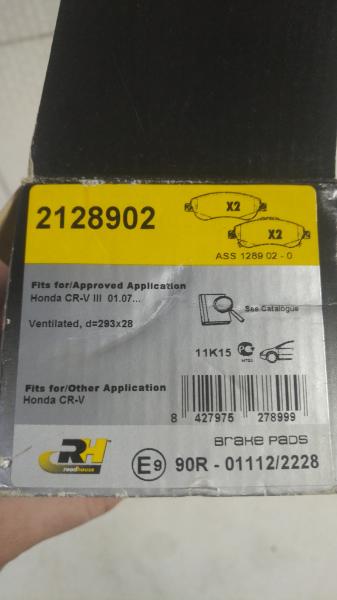 2128902
X2
X2
ASS 1289 02 - 0
Fits for/Approved Application
Honda CR-V III 01.07...
See Catalogue
Ventilated, d=293x28
11K15
Fits for/Other Application
Honda CR-V
8 427975 278999
RH
roadhouse
BRAKE PADS
E9 90R - 01112/2228